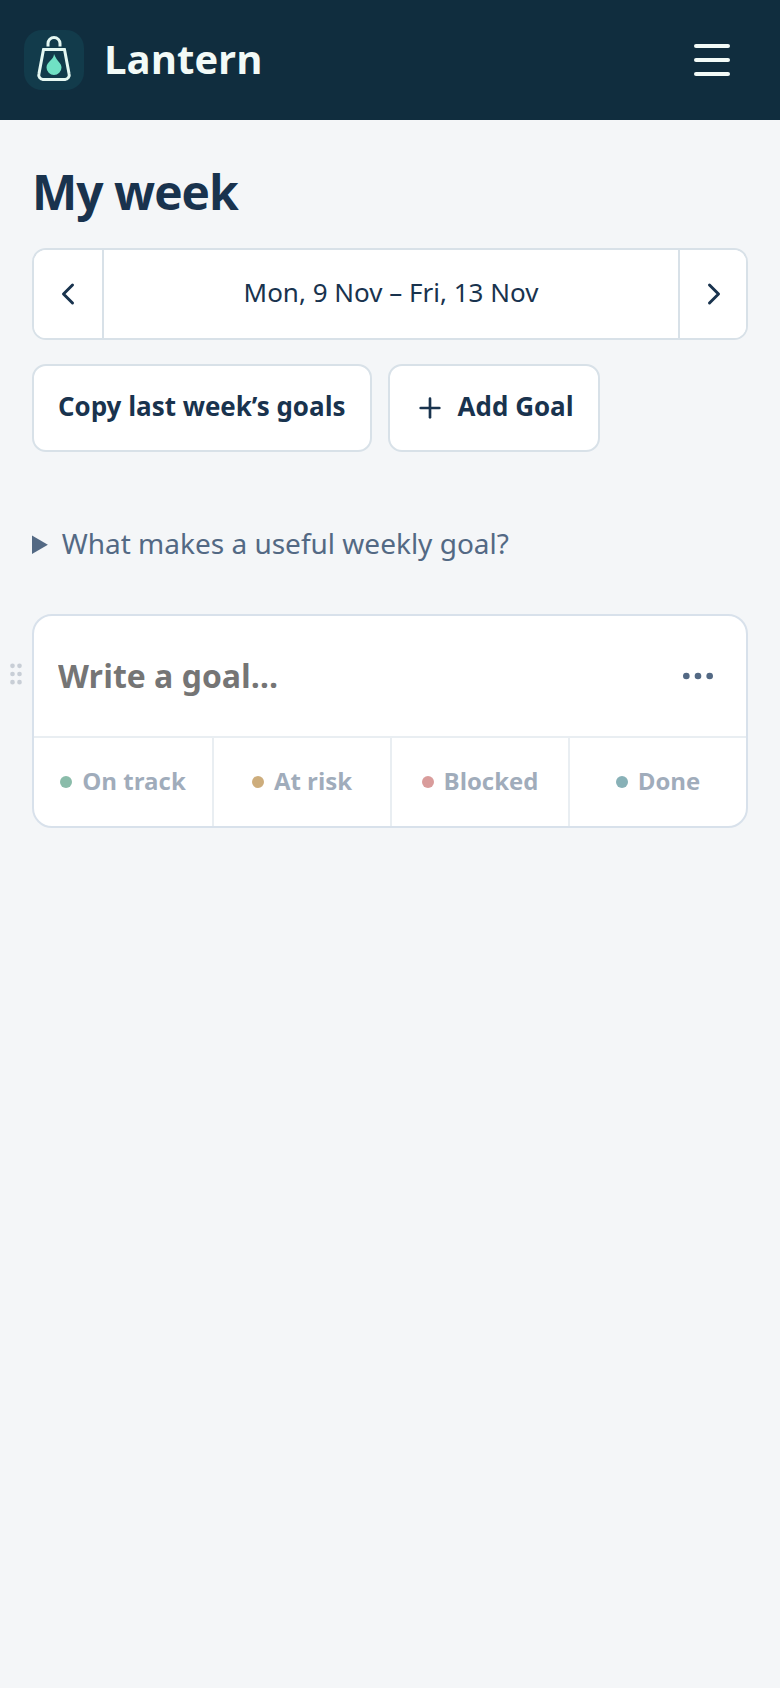 Lantern
My week
Mon, 9 Nov – Fri, 13 Nov
Copy last week’s goals
Add Goal
What makes a useful weekly goal?
Write a goal...
On track
At risk
Blocked
Done